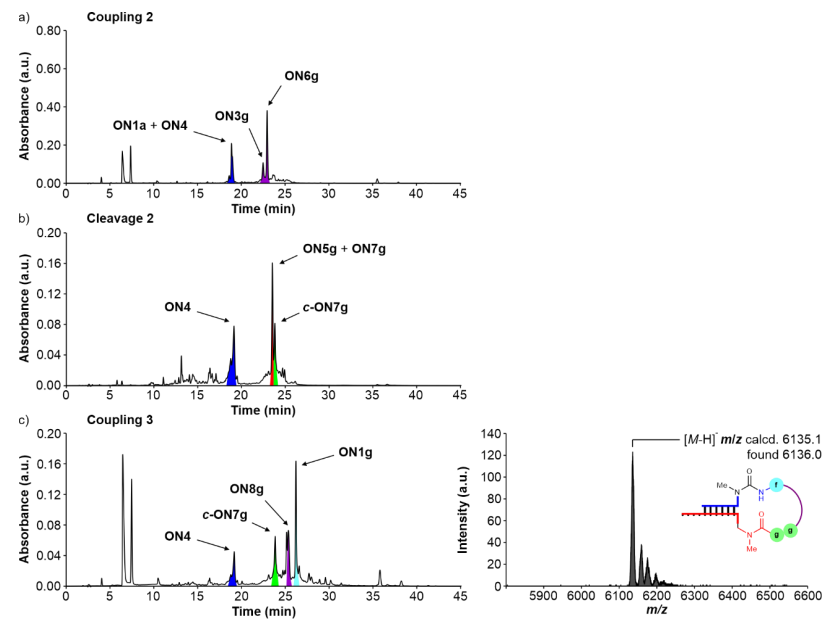 a) Coupling 2
0.80
0.60
0.40
0.20
0.00
Absorbance (a.u.)
ON1a + ON4
ON3g
ON6g
0 5 10 15 20 25 30 35 40 45
Time (min)
b) Cleavage 2
0.20
0.16
0.12
0.08
0.04
0.00
Absorbance (a.u.)
ON4
ON5g + ON7g
c-ON7g
0 5 10 15 20 25 30 35 40 45
Time (min)
c) Coupling 3
0.20
0.16
0.12
0.08
0.04
0.00
Absorbance (a.u.)
ON4
c-ON7g
ON8g
ON1g
0 5 10 15 20 25 30 35 40 45
Time (min)
140
120
100
80
60
40
20
0
Intensity (a.u.)
[M-H]- m/z calcd. 6135.1
found 6136.0
O
Me
N
N
H
f
O
N
Me
g
g
5900 6000 6100 6200 6300 6400 6500 6600
m/z